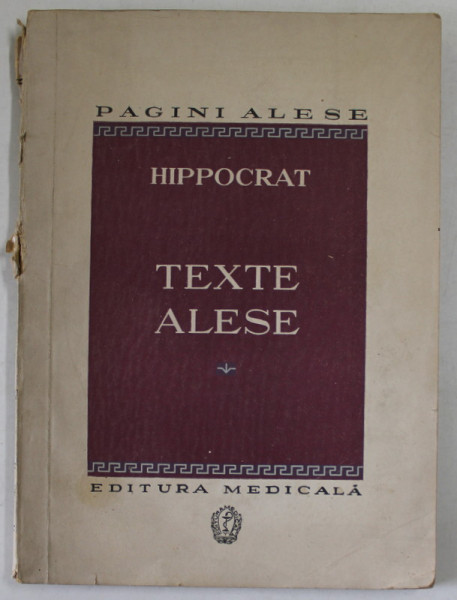 PAGINI ALESE
HIPPOCRAT
TEXTE
ALESE
EDITURA MEDICALĂ